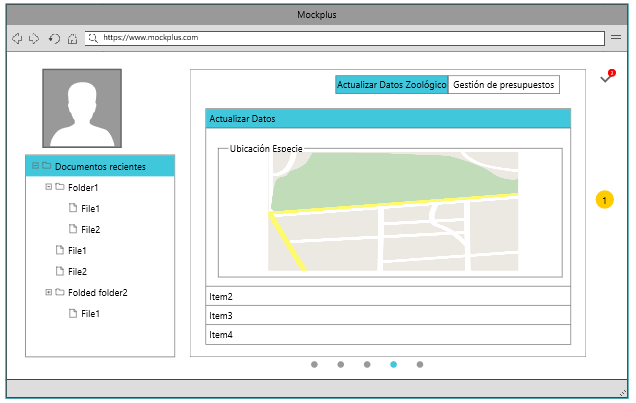 Mockplus
https://www.mockplus.com
Actualizar Datos Zoológico
Gestión de presupuestos
Actualizar Datos
Ubicación Especie
Documentos recientes
Folder1
File1
File2
File1
File2
Folded folder2
File1
Item2
Item3
Item4
1